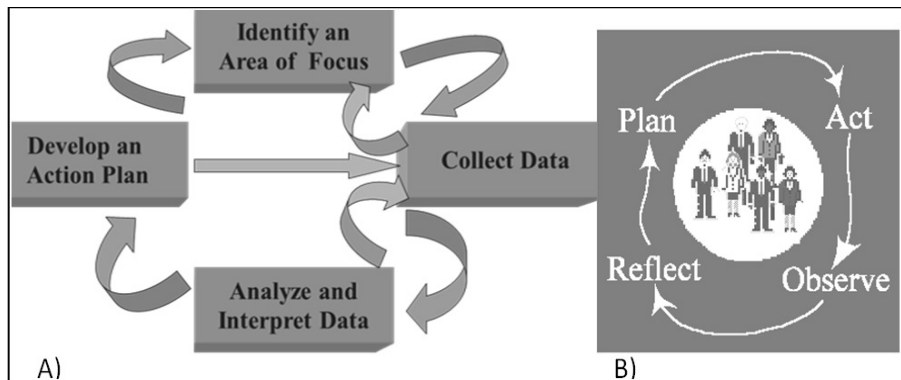 Identify an
Area of Focus
Develop an
Action Plan
Collect Data
Analyze and
Interpret Data
A)
Plan
Act
Reflect
Observe
B)